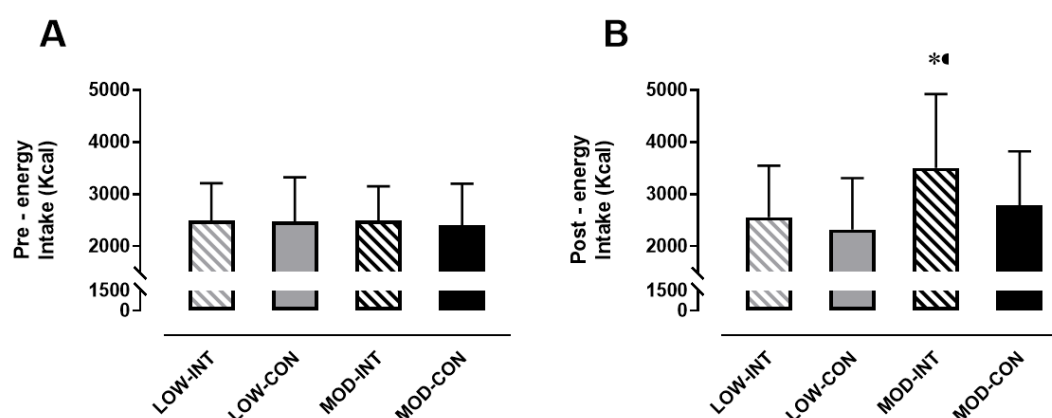 A
Pre - energy
Intake (Kcal)
5000
4000
3000
2000
1500
0
LOW-INT
LOW-CON
MOD-INT
MOD-CON
B
*
Post - energy
Intake (Kcal)
5000
4000
3000
2000
1500
0
LOW-INT
LOW-CON
MOD-INT
MOD-CON